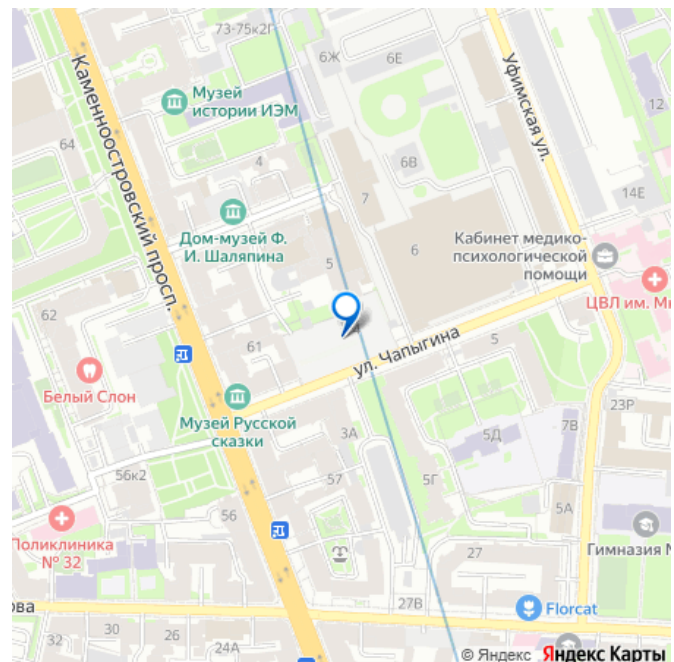 73-75к2Г
6Ж
6Е
Музей
истории ИЭМ
Каменноостровский просп.
Уфимская ул.
12
64
4
6В
7
14Е
Дом-музей Ф.
И. Шаляпина
5
6
Кабинет медико-
психологической
помощи
ЦВЛ им. Мн
62
61
ул. Чапыгина
5
Белый Слон
Музей Русской
сказки
3А
23Р
7В
5Д
56к2
57
5Г
5А
56
Поликлиника
№ 32
27
Гимназия №
27В
ова
Florcat
30
32
26
24А
© Яндекс Яндекс Карты